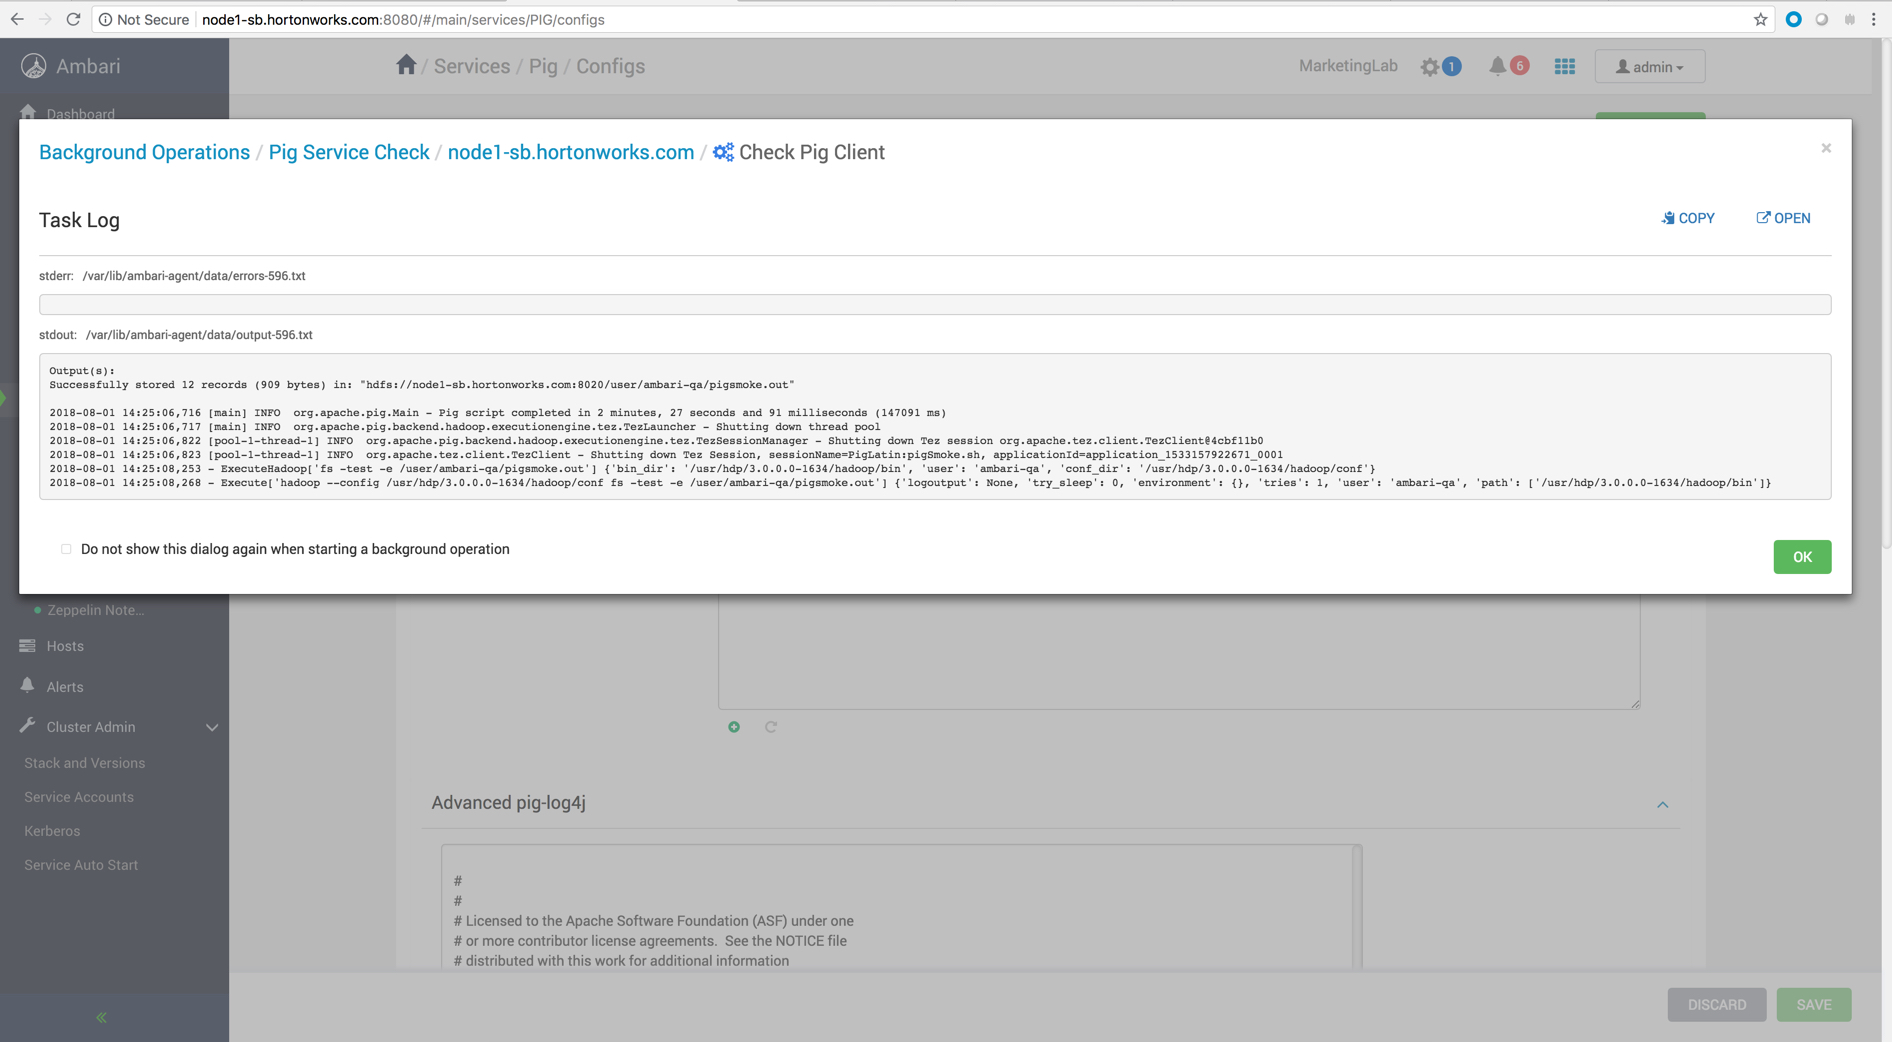 Not Secure node1-sb.hortonworks.com:8080/#/main/services/PIG/configs
Ambari
/ Services / Pig / Configs
MarketingLab
1
6
admin
Dashboard
Background Operations / Pig Service Check / node1-sb.hortonworks.com / Check Pig Client
×
Task Log
COPY
OPEN
stderr: /var/lib/ambari-agent/data/errors-596.txt
stdout: /var/lib/ambari-agent/data/output-596.txt
Output(s):
Successfully stored 12 records (909 bytes) in: "hdfs://node1-sb.hortonworks.com:8020/user/ambari-qa/pigsmoke.out"
2018-08-01 14:25:06,716 [main] INFO  org.apache.pig.Main - Pig script completed in 2 minutes, 27 seconds and 91 milliseconds (147091 ms)
2018-08-01 14:25:06,717 [main] INFO  org.apache.pig.backend.hadoop.executionengine.tez.TezLauncher - Shutting down thread pool
2018-08-01 14:25:06,822 [pool-1-thread-1] INFO  org.apache.pig.backend.hadoop.executionengine.tez.TezSessionManager - Shutting down Tez session org.apache.tez.client.TezClient@4cbf11b0
2018-08-01 14:25:06,823 [pool-1-thread-1] INFO  org.apache.tez.client.TezClient - Shutting down Tez Session, sessionName=PigLatin:pigSmoke.sh, applicationId=application_1533157922671_0001
2018-08-01 14:25:08,253 - ExecuteHadoop['fs -test -e /user/ambari-qa/pigsmoke.out'] {'bin_dir': '/usr/hdp/3.0.0.0-1634/hadoop/bin', 'user': 'ambari-qa', 'conf_dir': '/usr/hdp/3.0.0.0-1634/hadoop/conf'}
2018-08-01 14:25:08,268 - Execute['hadoop --config /usr/hdp/3.0.0.0-1634/hadoop/conf fs -test -e /user/ambari-qa/pigsmoke.out'] {'logoutput': None, 'try_sleep': 0, 'environment': {}, 'tries': 1, 'user': 'ambari-qa', 'path': ['/usr/hdp/3.0.0.0-1634/hadoop/bin']}
Do not show this dialog again when starting a background operation
OK
Zeppelin Note...
Hosts
Alerts
Cluster Admin
Stack and Versions
Service Accounts
Kerberos
Service Auto Start
Advanced pig-log4j
#
#
# Licensed to the Apache Software Foundation (ASF) under one
# or more contributor license agreements.  See the NOTICE file
# distributed with this work for additional information
DISCARD
SAVE